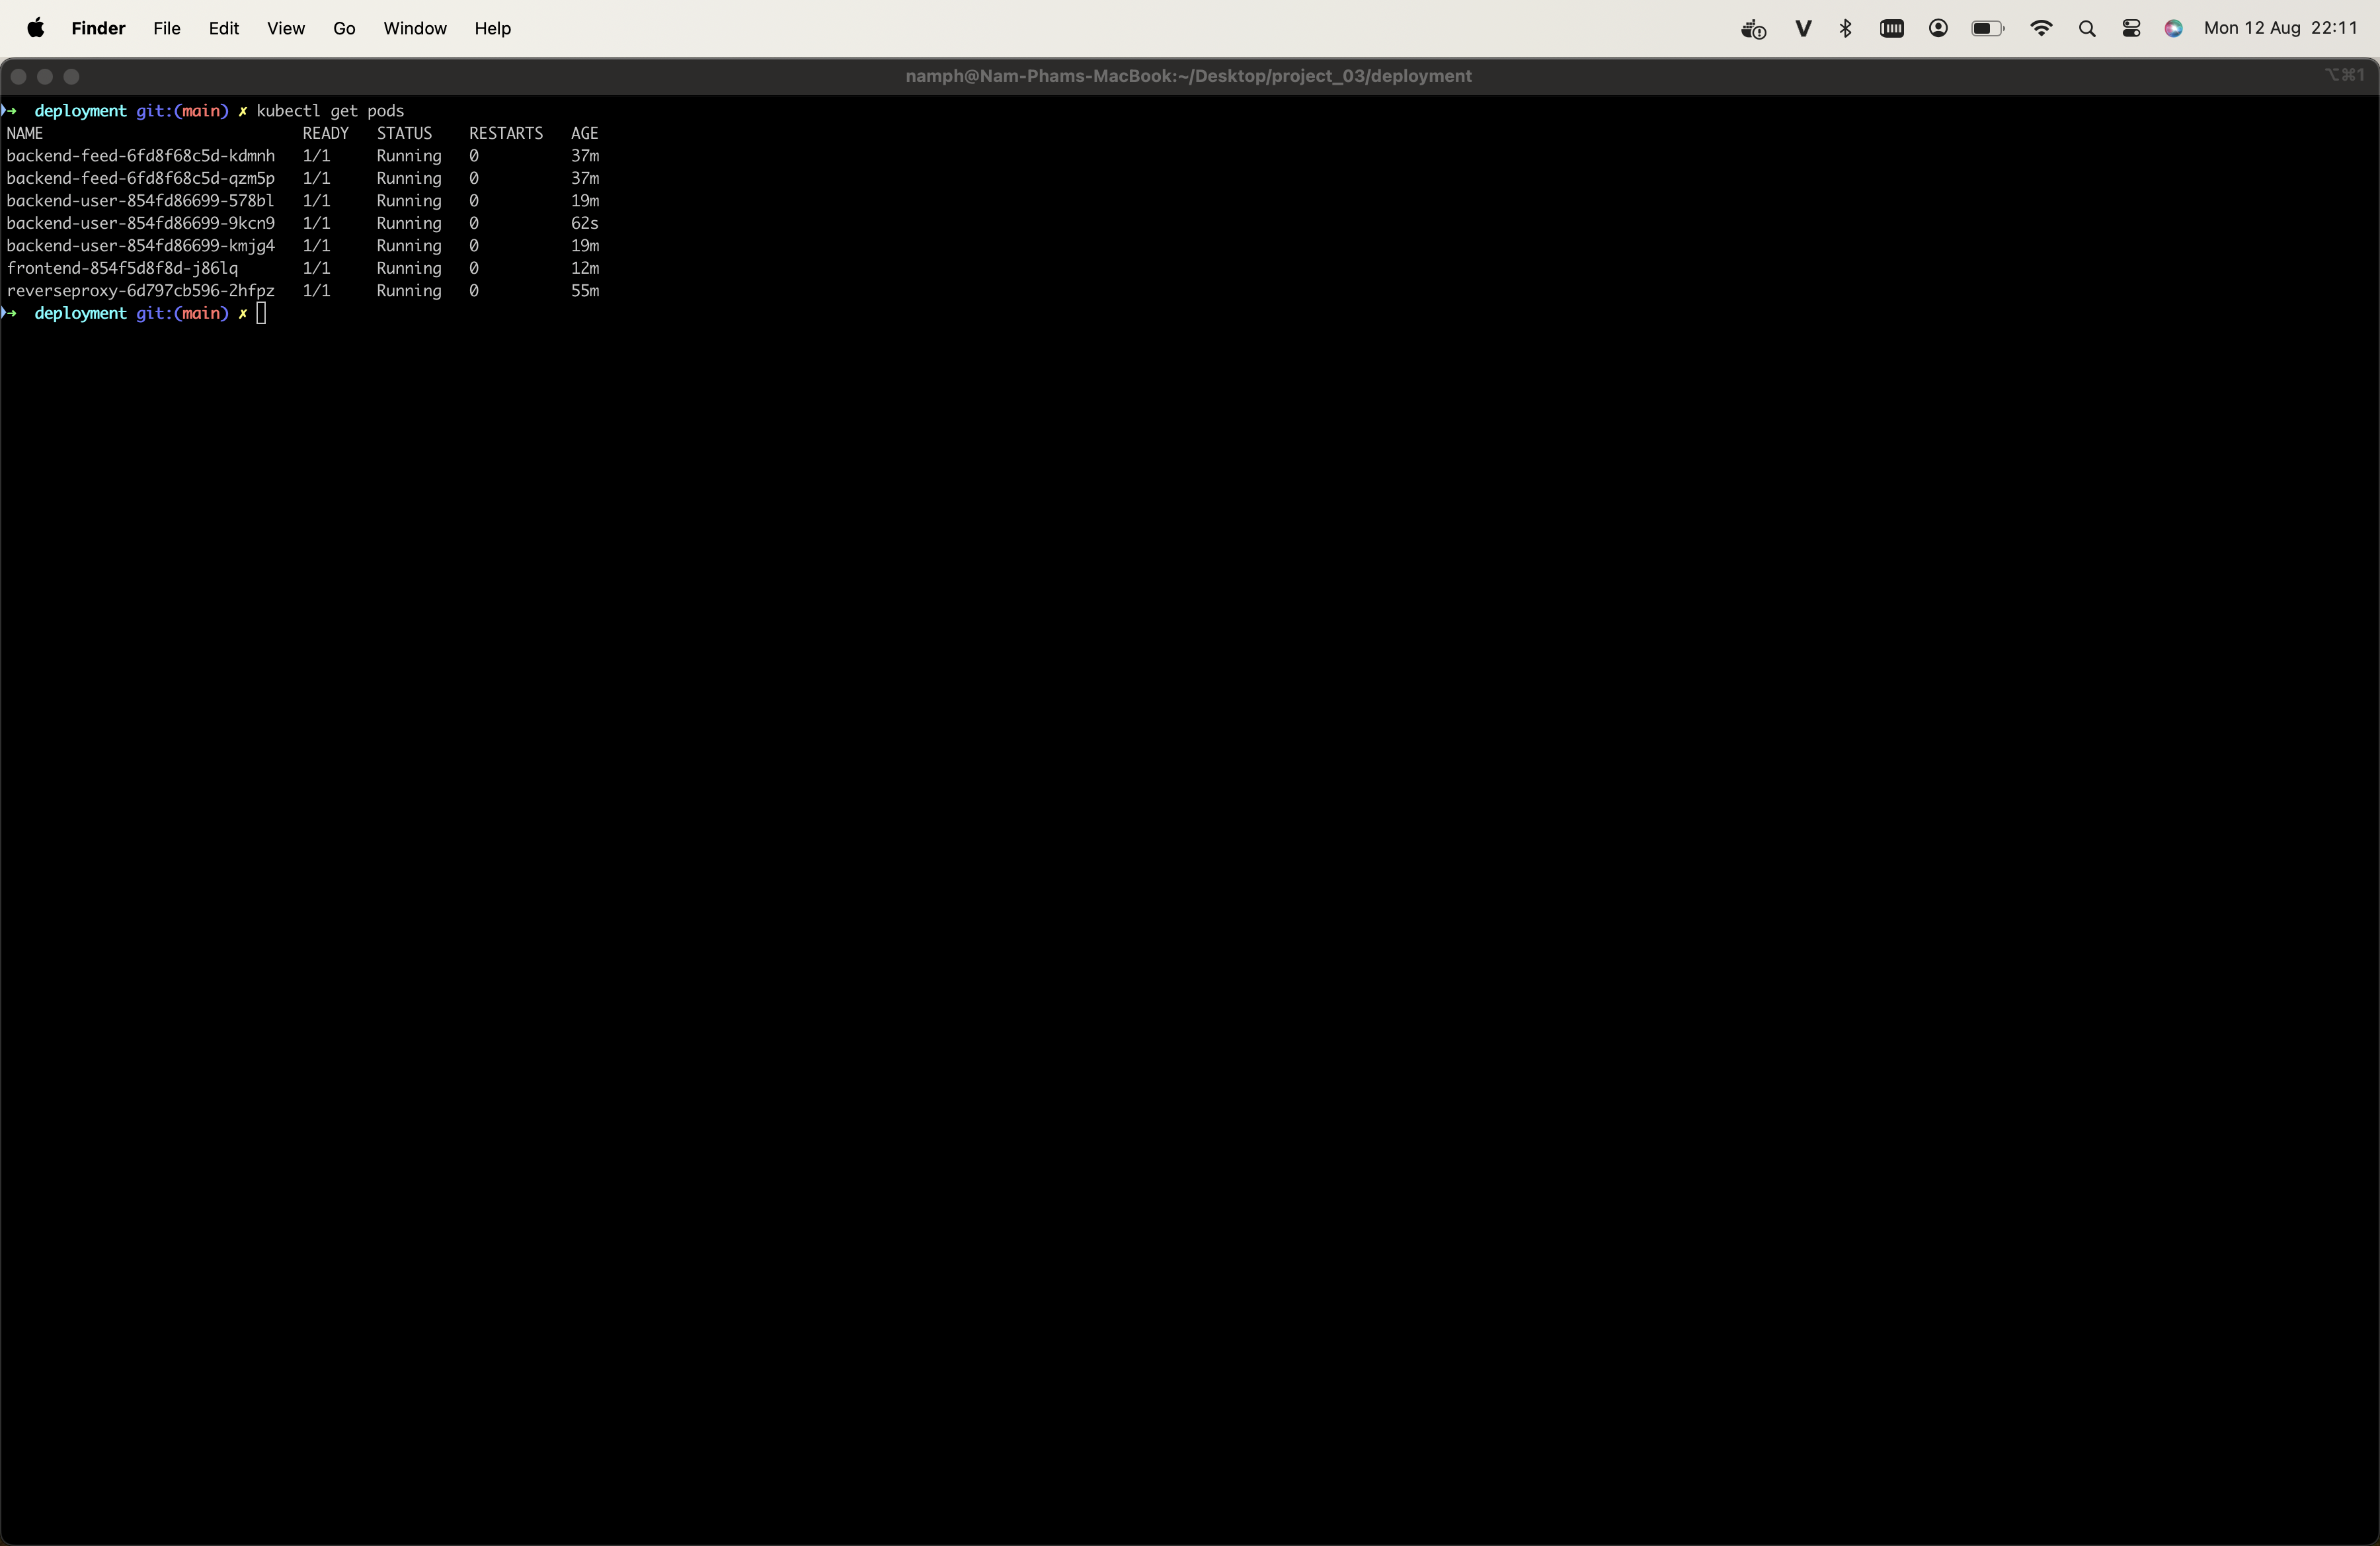 Finder File Edit View Go Window Help Mon 12 Aug 22:11
namph@Nam-Phams-MacBook:~/Desktop/project_03/deployment ⌥⌘1
➜ deployment git:(main) ✗ kubectl get pods
NAME READY STATUS RESTARTS AGE
backend-feed-6fd8f68c5d-kdmnh 1/1 Running 0 37m
backend-feed-6fd8f68c5d-qzm5p 1/1 Running 0 37m
backend-user-854fd86699-578bl 1/1 Running 0 19m
backend-user-854fd86699-9kcn9 1/1 Running 0 62s
backend-user-854fd86699-kmjg4 1/1 Running 0 19m
frontend-854f5d8f8d-j86lq 1/1 Running 0 12m
reverseproxy-6d797cb596-2hfpz 1/1 Running 0 55m
➜ deployment git:(main) ✗